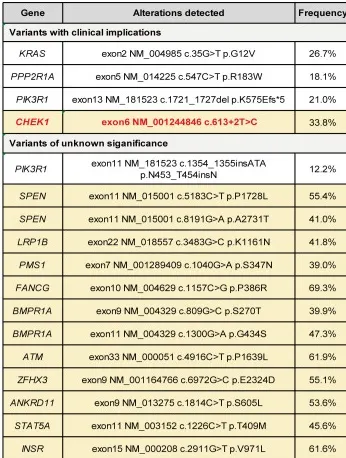 Gene Alterations detected Frequency
Variants with clinical implications
KRAS exon2 NM_004985 c.35G>T p.G12V 26.7%
PPP2R1A exon5 NM_014225 c.547C>T p.R183W 18.1%
PIK3R1 exon13 NM_181523 c.1721_1727del p.K575Efs*5 21.0%
CHEK1 exon6 NM_001244846 c.613+2T>C 33.8%
Variants of unknown siganificance
PIK3R1 exon11 NM_181523 c.1354_1355insATA 12.2%
p.N453_T454insN
SPEN exon11 NM_015001 c.5183C>T p.P1728L 55.4%
SPEN exon11 NM_015001 c.8191G>A p.A2731T 41.0%
LRP1B exon22 NM_018557 c.3483G>C p.K1161N 41.8%
PMS1 exon7 NM_001289409 c.1040G>A p.S347N 39.0%
FANCG exon10 NM_004629 c.1157C>G p.P386R 69.3%
BMPR1A exon9 NM_004329 c.809G>C p.S270T 39.9%
BMPR1A exon11 NM_004329 c.1300G>A p.G434S 47.3%
ATM exon33 NM_000051 c.4916C>T p.P1639L 61.9%
ZFHX3 exon9 NM_001164766 c.6972G>C p.E2324D 55.1%
ANKRD11 exon9 NM_013275 c.1814C>T p.S605L 53.6%
STAT5A exon11 NM_003152 c.1226C>T p.T409M 45.6%
INSR exon15 NM_000208 c.2911G>T p.V971L 61.6%